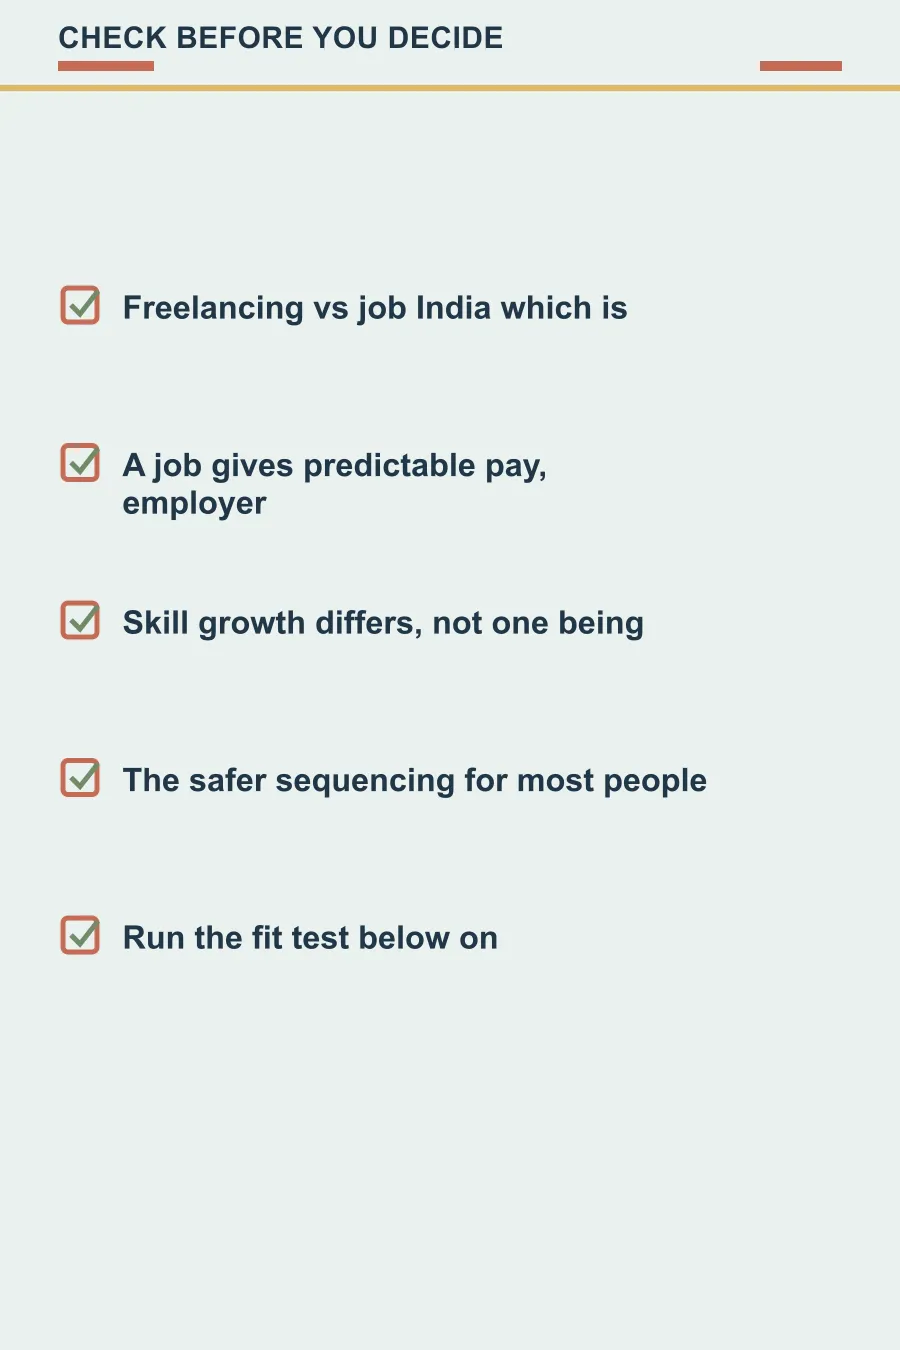 CHECK BEFORE YOU DECIDE
Freelancing vs job India which is
A job gives predictable pay,
employer
Skill growth differs, not one being
The safer sequencing for most people
Run the fit test below on